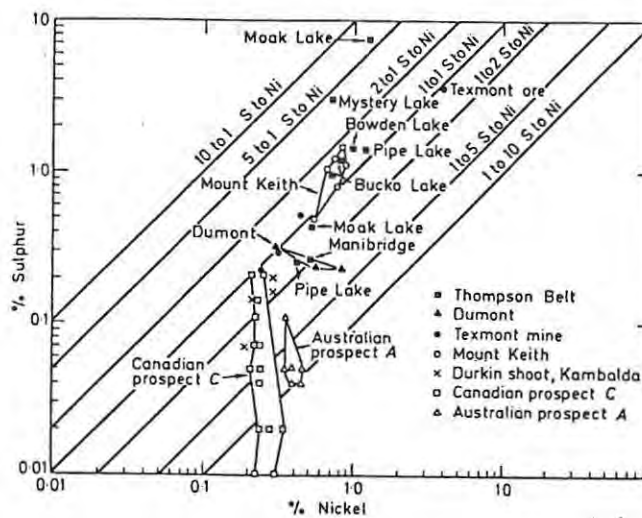 Moak Lake
10 to 1 S to Ni
5 to 1 S to Ni
2 to 1 S to Ni
1 to 1 S to Ni
1 to 2 S to Ni
1 to 5 S to Ni
1 to 10 S to Ni
Mystery Lake
Texmont ore
Bowden Lake
Pipe Lake
Mount Keith
Bucko Lake
Moak Lake
Dumont
Manibridge
Pipe Lake
Canadian
prospect C
Australian
prospect A
Thompson Belt
Dumont
Texmont mine
Mount Keith
Durkin shoot, Kambalda
Canadian prospect C
Australian prospect A
% Sulphur
1.0
0.1
0.01
0.01
0.1
1.0
% Nickel